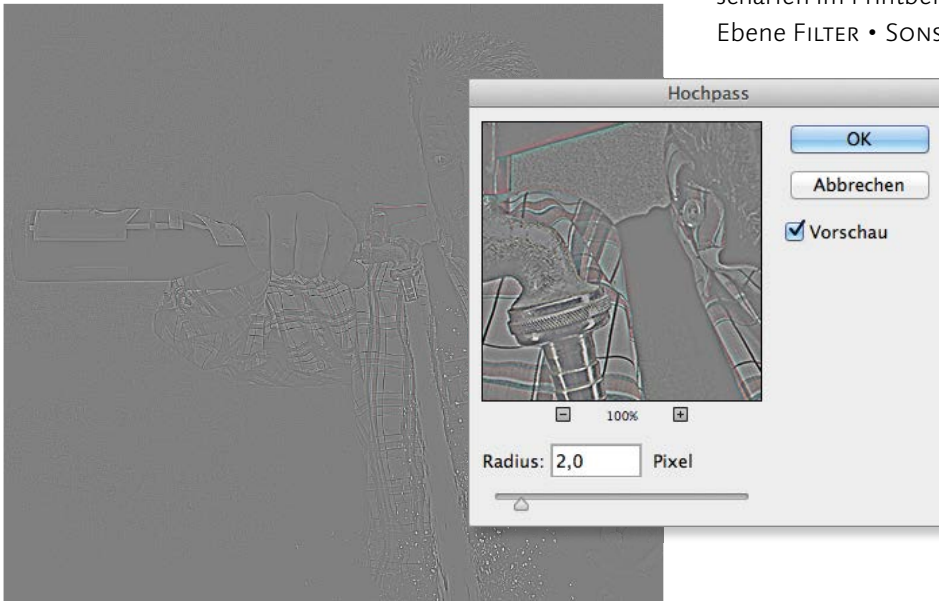 Ebene FILTER •
Hochpass
OK
Abbrechen
Vorschau
100%
Radius: 2,0 Pixel